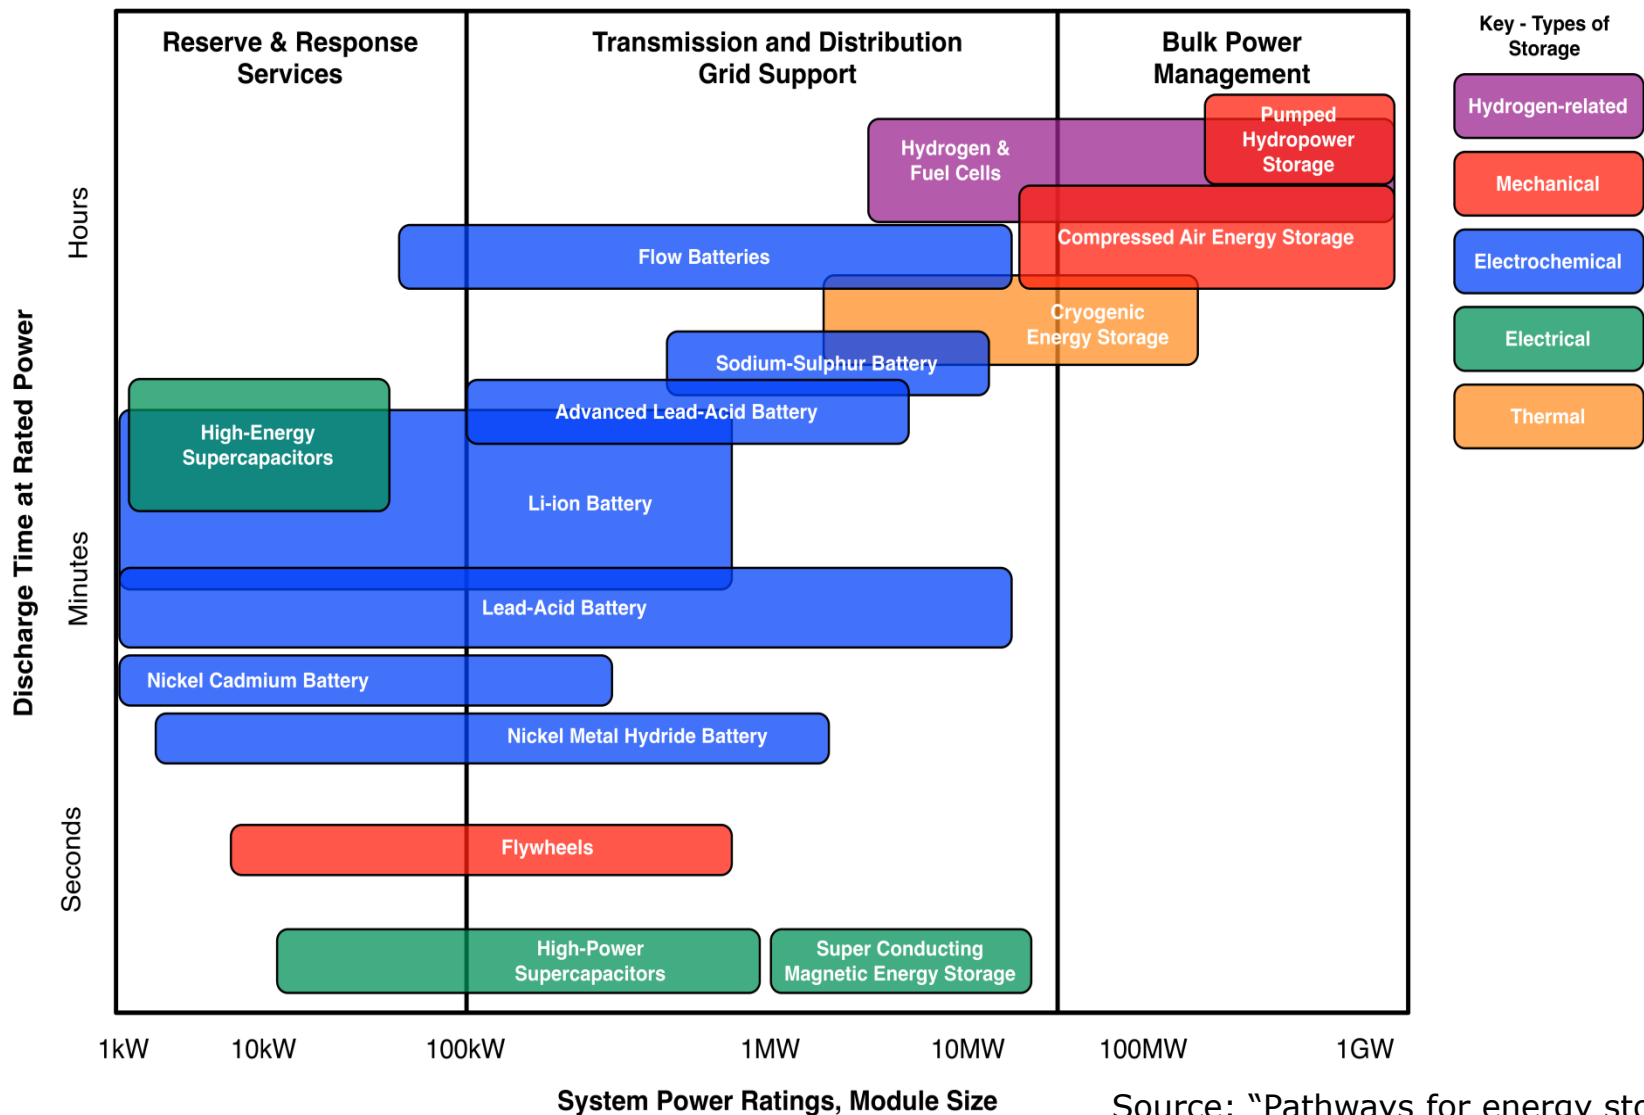 Reserve & Response
Services
Transmission and Distribution
Grid Support
Bulk Power
Management
Key - Types of
Storage
Hydrogen-related
Mechanical
Electrochemical
Electrical
Thermal
Pumped
Hydropower
Storage
Hydrogen &
Fuel Cells
Compressed Air Energy Storage
Flow Batteries
Cryogenic
Energy Storage
Sodium-Sulphur Battery
Advanced Lead-Acid Battery
High-Energy
Supercapacitors
Li-ion Battery
Lead-Acid Battery
Nickel Cadmium Battery
Nickel Metal Hydride Battery
Flywheels
High-Power
Supercapacitors
Super Conducting
Magnetic Energy Storage
Discharge Time at Rated Power
Hours
Minutes
Seconds
1kW 10kW 100kW 1MW 10MW 100MW 1GW
System Power Ratings, Module Size
Source: “Pathways for energy sto